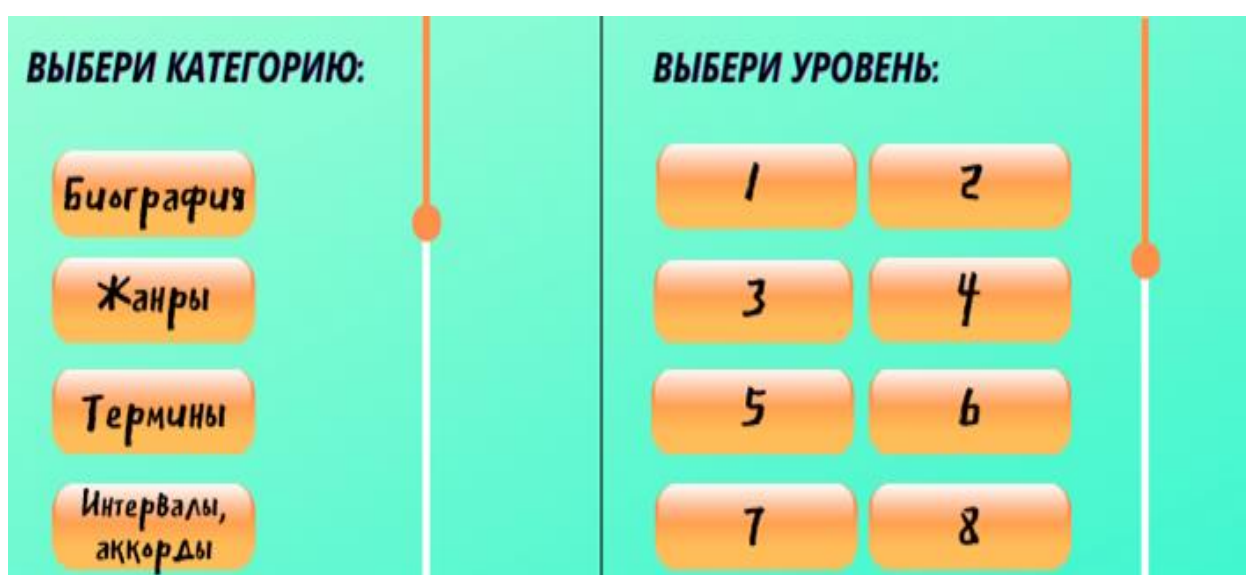 ВЫБЕРИ КАТЕГОРИЮ:
Биография
Жанры
Термины
Интервалы,
аккорды
ВЫБЕРИ УРОВЕНЬ:
1 2
3 4
5 6
7 8